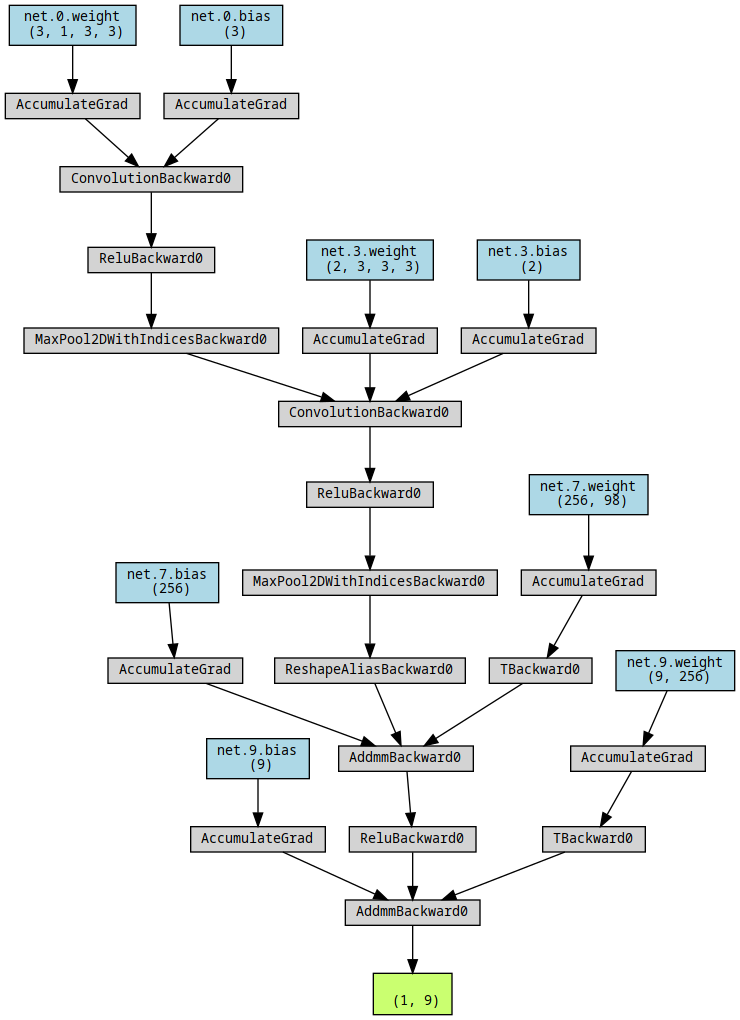 net.0.weight
(3, 1, 3, 3)
net.0.bias
(3)
AccumulateGrad
AccumulateGrad
ConvolutionBackward0
ReluBackward0
net.3.weight
(2, 3, 3, 3)
net.3.bias
(2)
MaxPool2DWithIndicesBackward0
AccumulateGrad
AccumulateGrad
ConvolutionBackward0
ReluBackward0
net.7.weight
(256, 98)
net.7.bias
(256)
MaxPool2DWithIndicesBackward0
AccumulateGrad
AccumulateGrad
ReshapeAliasBackward0
TBackward0
net.9.weight
(9, 256)
net.9.bias
(9)
AddmmBackward0
AccumulateGrad
AccumulateGrad
ReluBackward0
TBackward0
AddmmBackward0
(1, 9)